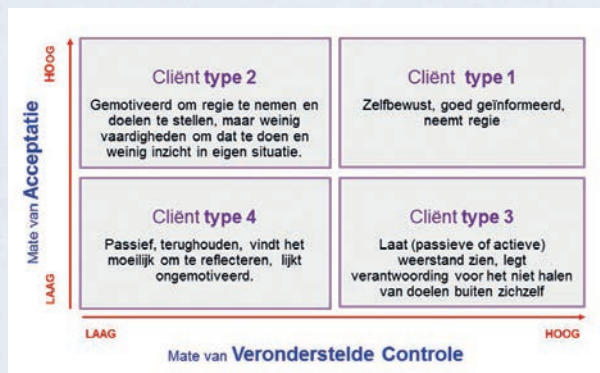 Mate van Acceptatie
HOOG
LAAG
Cliënt type 2
Gemotiveerd om regie te nemen en
doelen te stellen, maar weinig
vaardigheden om dat te doen en
weinig inzicht in eigen situatie.
Cliënt type 1
Zelfbewust, goed geïnformeerd,
neemt regie
Cliënt type 4
Passief, terughouden, vindt het
moeilijk om te reflecteren, lijkt
ongemotiveerd.
Cliënt type 3
Laat (passieve of actieve)
weerstand zien, legt
verantwoording voor het niet halen
van doelen buiten zichzelf
LAAG
HOOG
Mate van Veronderstelde Controle